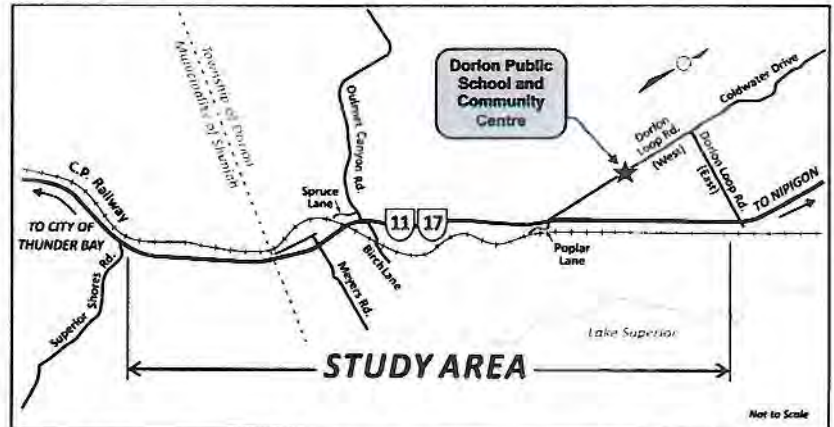 Township of Dorion
Municipality of Shuniah
Ouimet Canyon Rd.
Dorion Public
School and
Community
Centre
Coldwater Drive
Dorion
Loop Rd.
(West)
Dorion Loop Rd.
(East)
C.P. Railway
Spruce
Lane
11
17
TO NIPIGON
TO CITY OF
THUNDER BAY
Birch Lane
Poplar
Lane
Meyers Rd.
Superior Shores Rd.
Lake Superior
STUDY AREA
Not to Scale